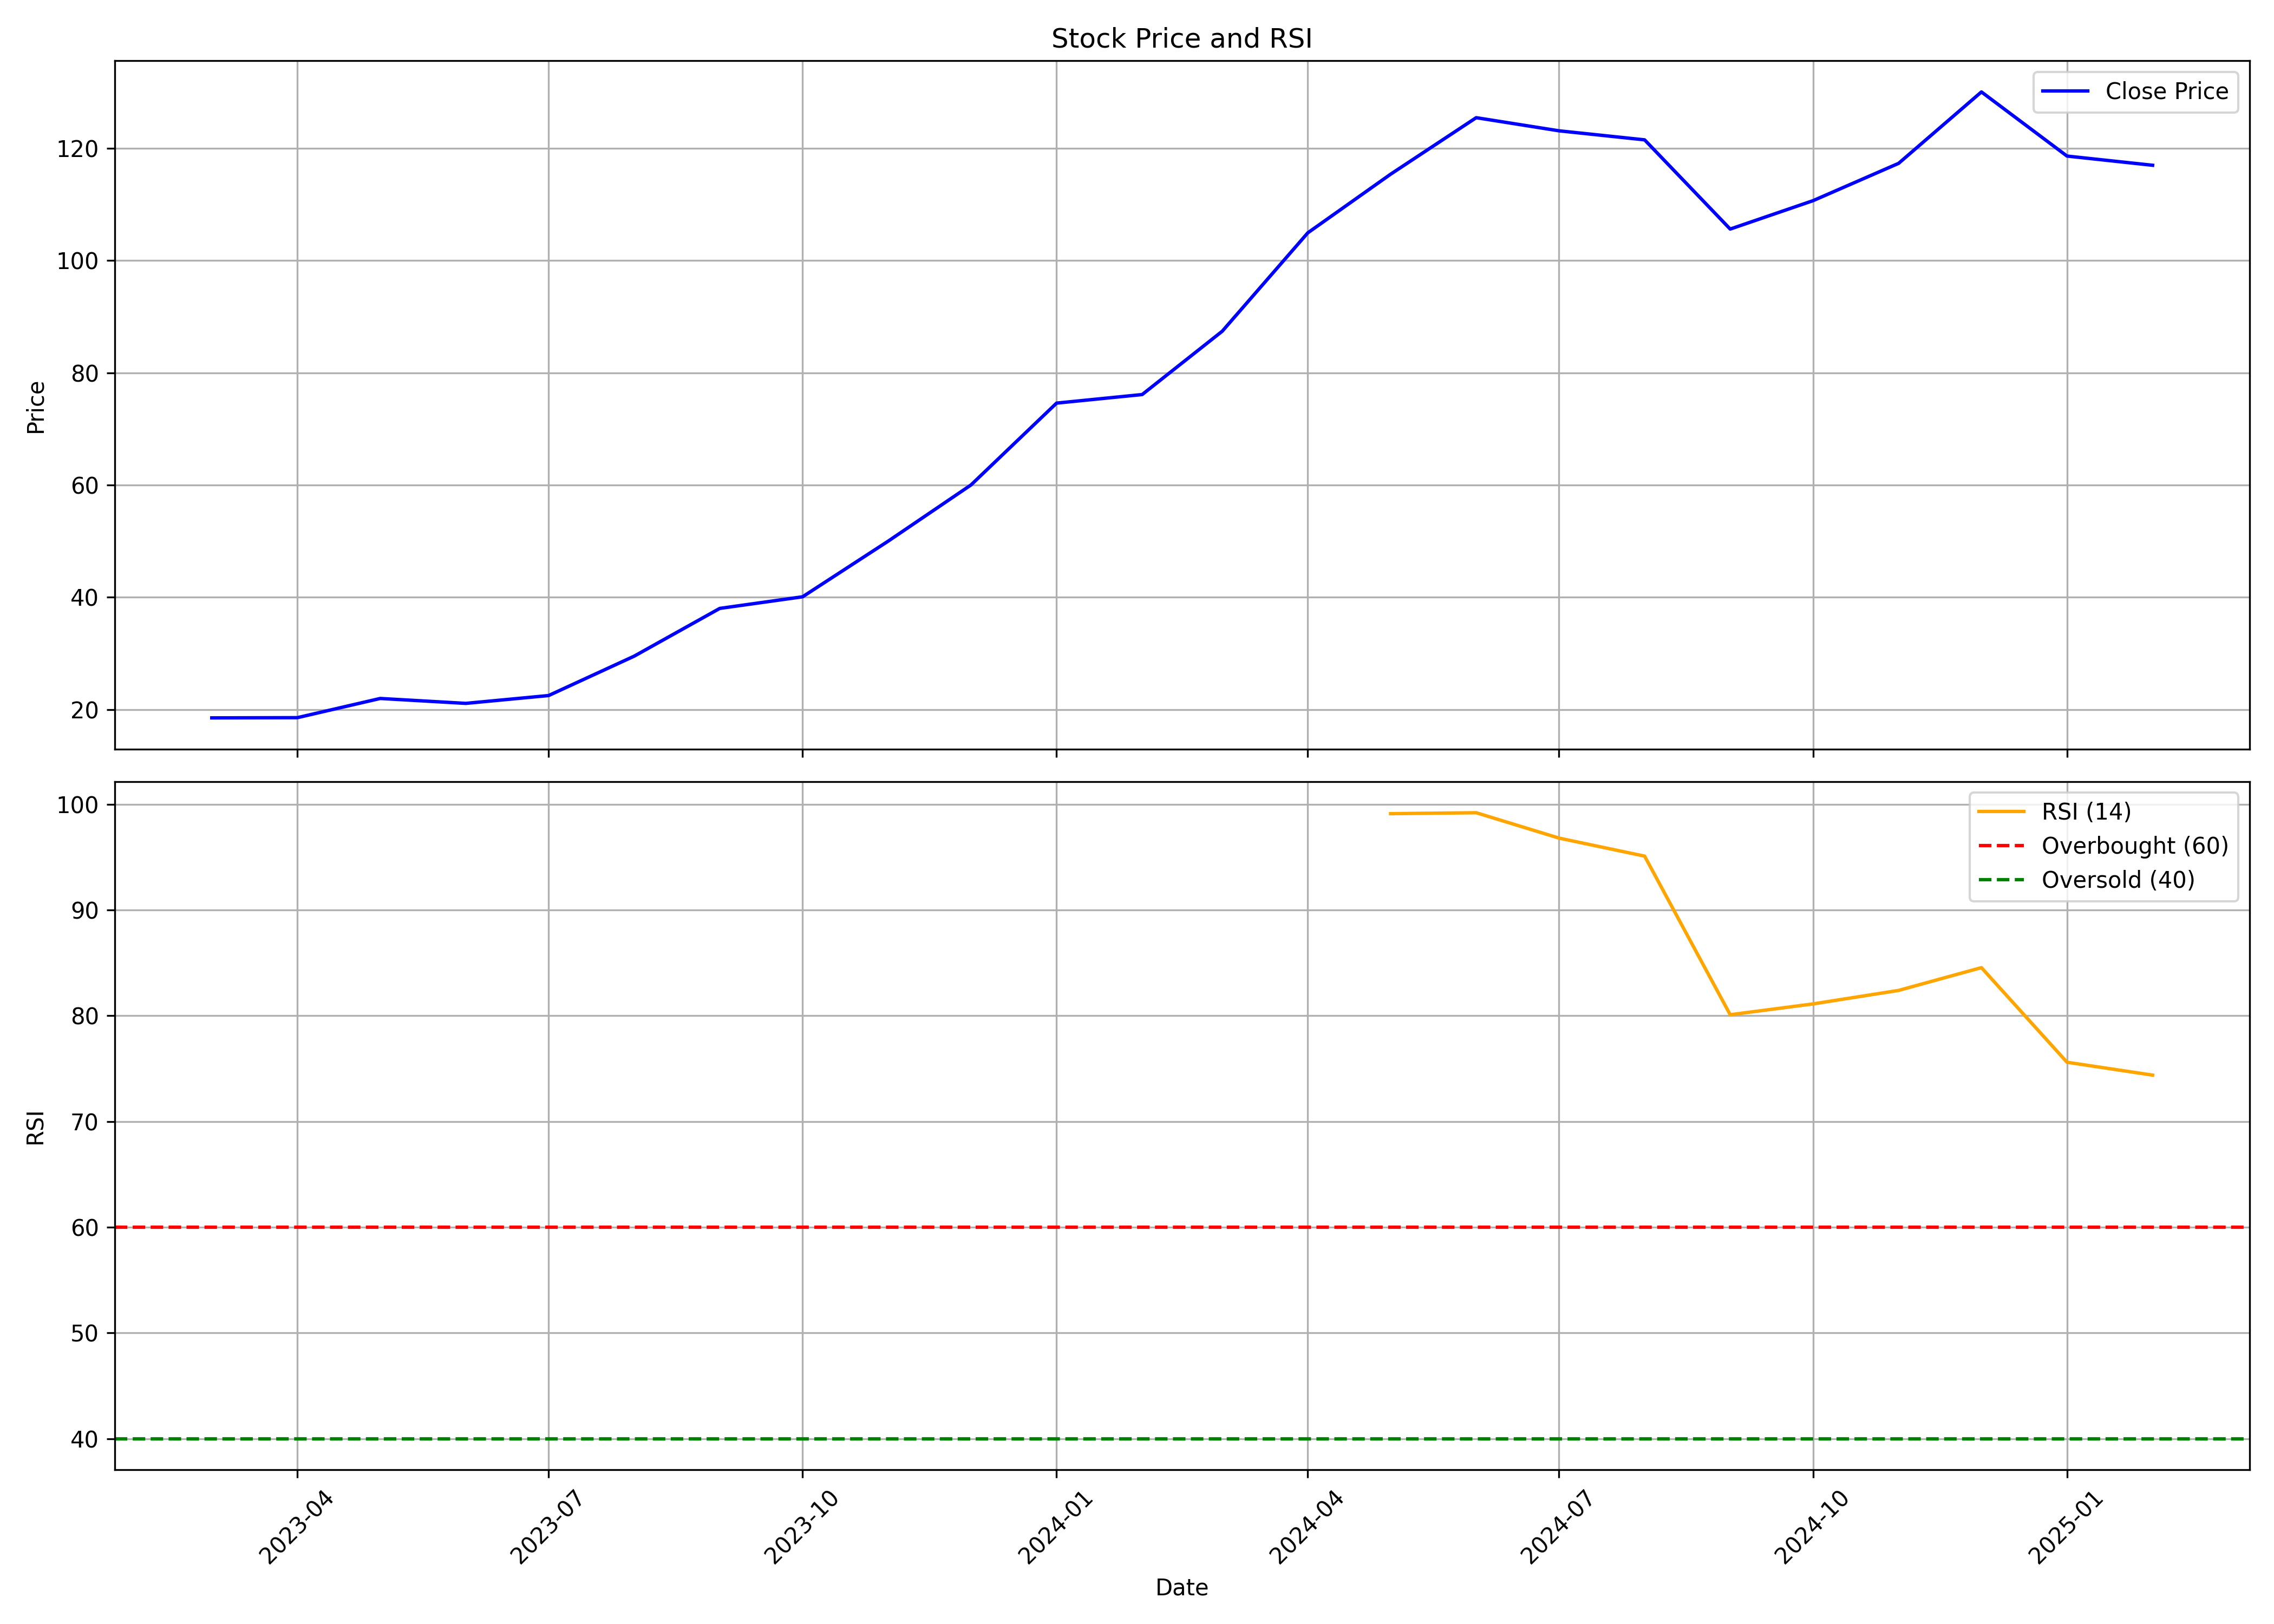 Stock Price and RSI
Close Price
Price
120
100
80
60
40
20
RSI (14)
Overbought (60)
Oversold (40)
RSI
100
90
80
70
60
50
40
2023-04
2023-07
2023-10
2024-01
2024-04
2024-07
2024-10
2025-01
Date